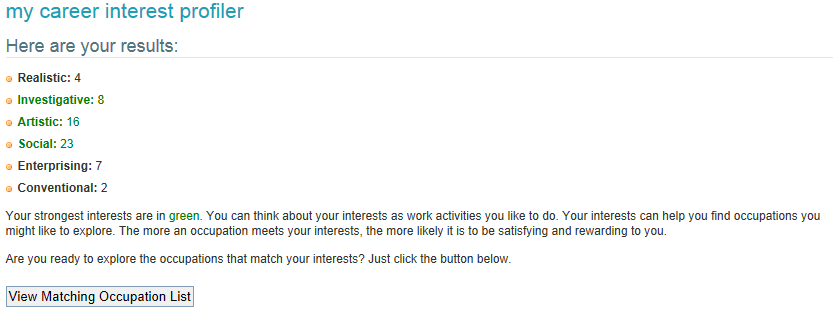 my career interest profiler
Here are your results:
Realistic: 4
Investigative: 8
Artistic: 16
Social: 23
Enterprising: 7
Conventional: 2
Your strongest interests are in green. You can think about your interests as work activities you like to do. Your interests can help you find occupations you
might like to explore. The more an occupation meets your interests, the more likely it is to be satisfying and rewarding to you.
Are you ready to explore the occupations that match your interests? Just click the button below.
View Matching Occupation List